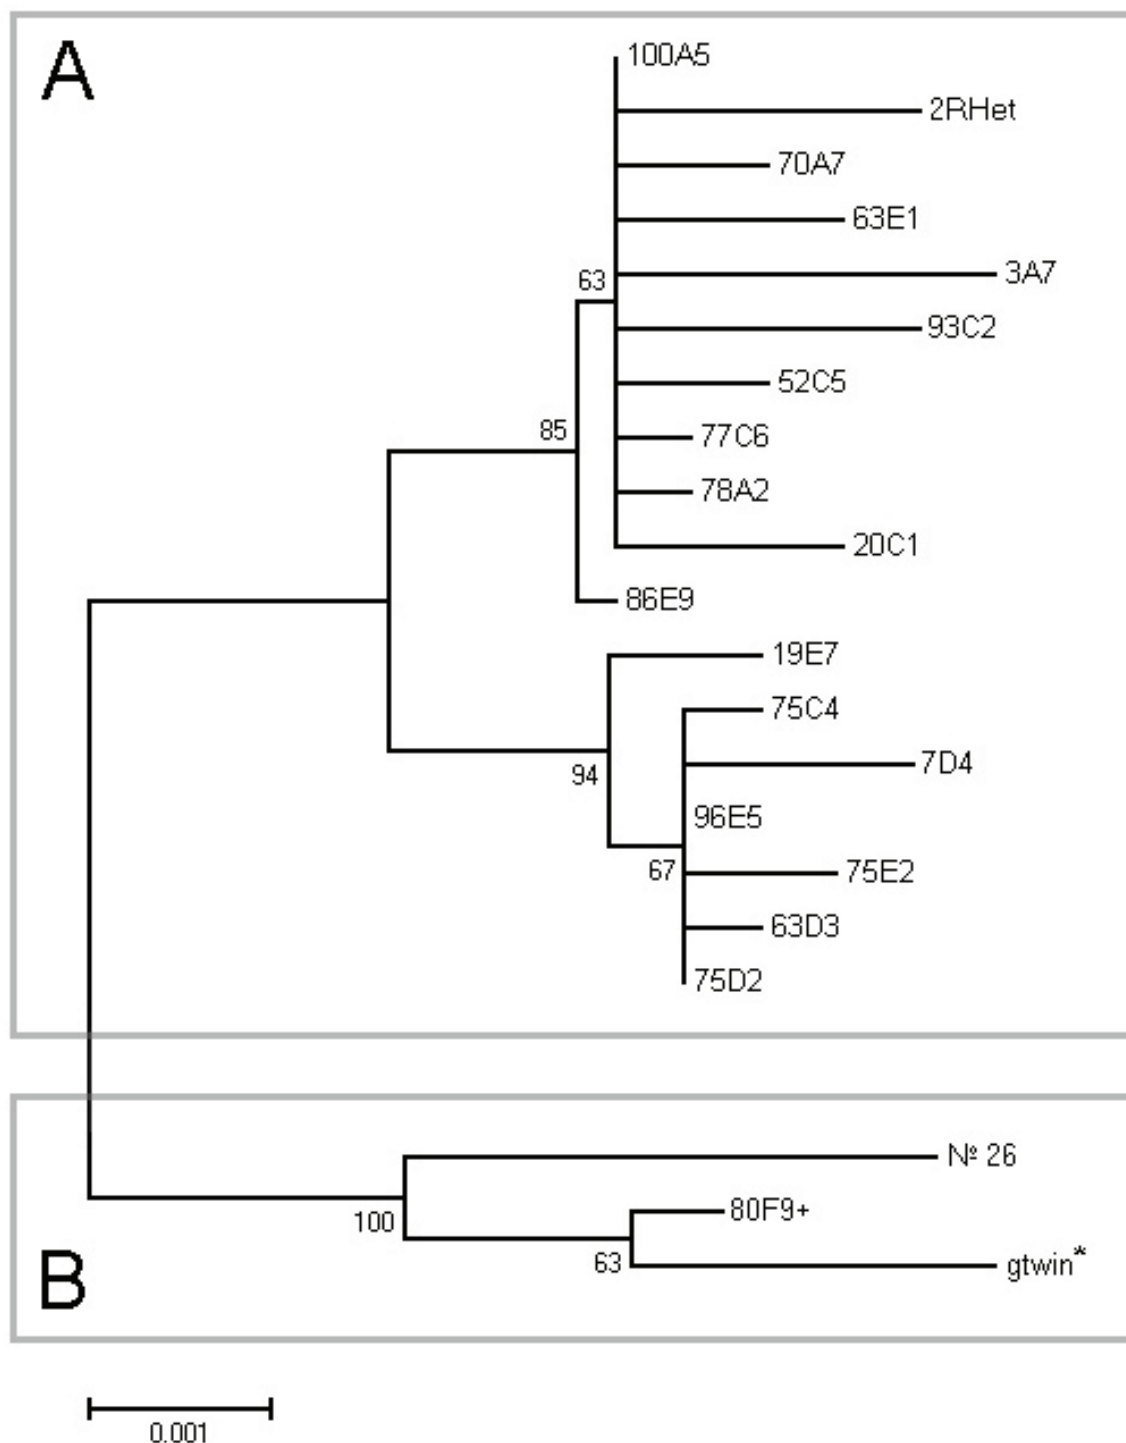 A
100A5
2RHet
70A7
63E1
63
3A7
93C2
52C5
85
77C6
78A2
20C1
86E9
19E7
75C4
94
7D4
96E5
67
75E2
63D3
75D2
№ 26
80F9+
100
63
gtwin*
B
0.001